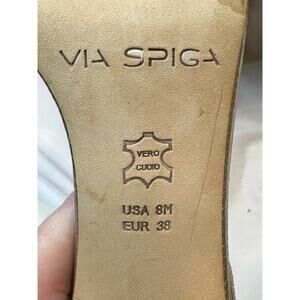 VIA SPIGA
VERO
CUOIO
USA 8M
EUR 38